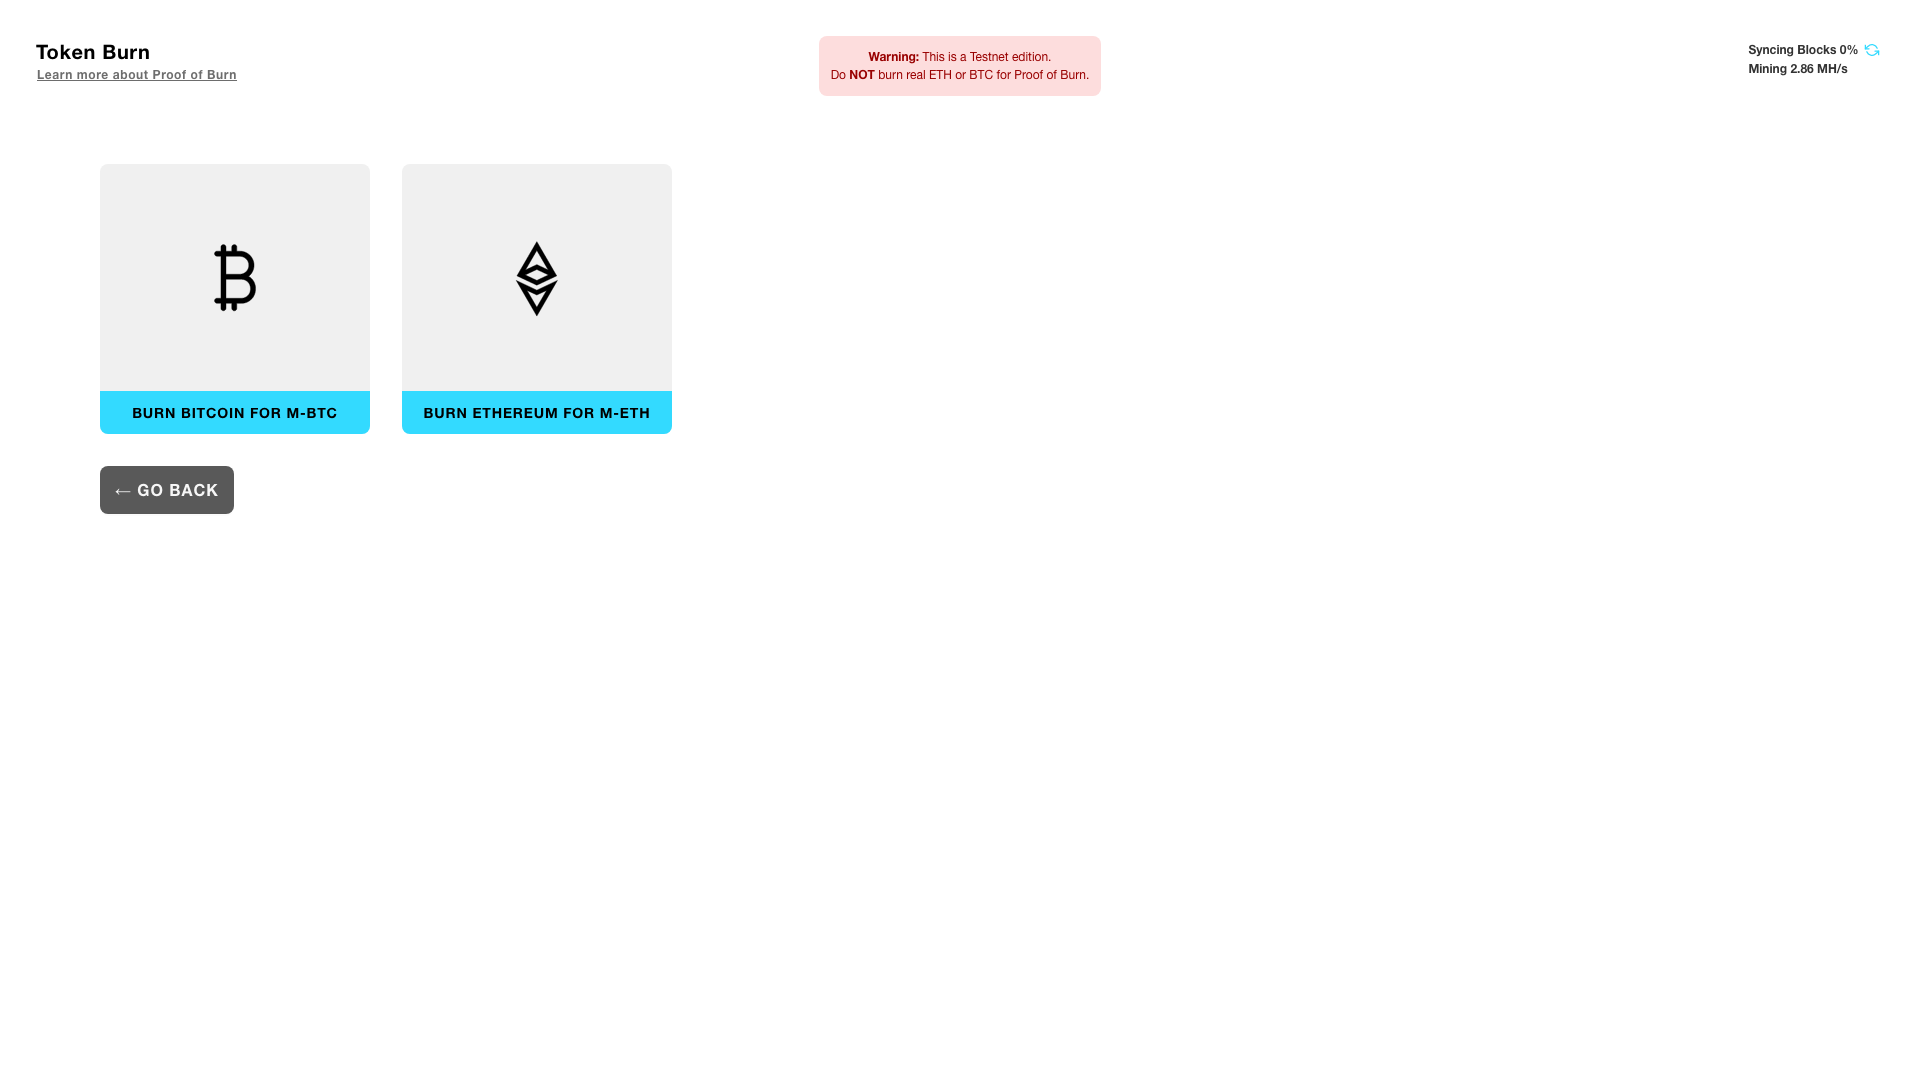 Token Burn
Learn more about Proof of Burn
Warning: This is a Testnet edition.
Do NOT burn real ETH or BTC for Proof of Burn.
Syncing Blocks 0%
Mining 2.86 MH/s
BURN BITCOIN FOR M-BTC
BURN ETHEREUM FOR M-ETH
← GO BACK